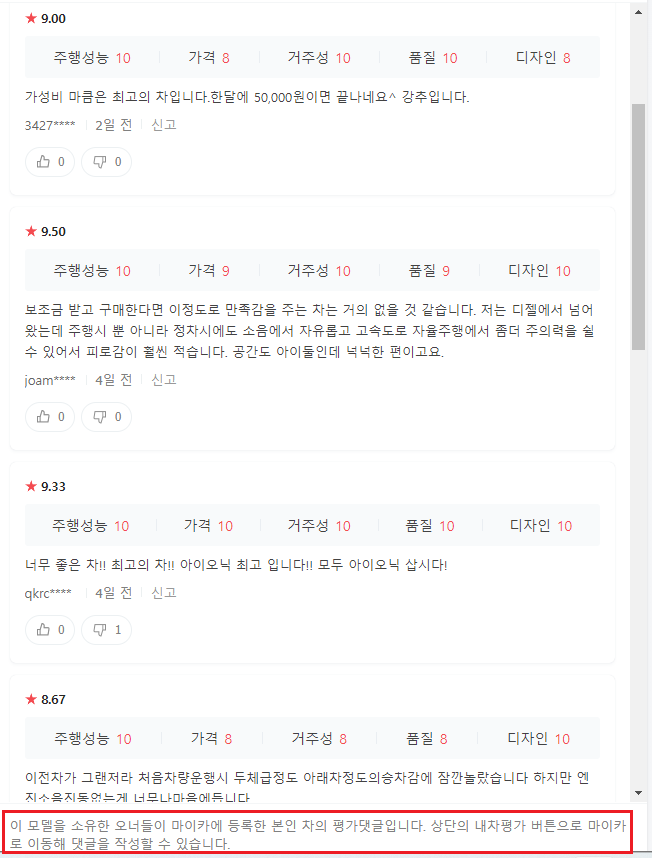 ★ 9.00
주행성능 10 가격 8 거주성 10 품질 10 디자인 8
가성비 마큼은 최고의 차입니다.한달에 50,000원이면 끝나네요^ 강추입니다.
3427**** 2일 전 신고
0 0
★ 9.50
주행성능 10 가격 9 거주성 10 품질 9 디자인 10
보조금 받고 구매한다면 이정도로 만족감을 주는 차는 거의 없을 것 같습니다. 저는 디젤에서 넘어
왔는데 주행시 뿐 아니라 정차시에도 소음에서 자유롭고 고속도로 자율주행에서 좀더 주의력을 쉴
수 있어서 피로감이 훨씬 적습니다. 공간도 아이둘인데 넉넉한 편이고요.
joam**** 4일 전 신고
0 0
★ 9.33
주행성능 10 가격 10 거주성 10 품질 10 디자인 10
너무 좋은 차!! 최고의 차!! 아이오닉 최고 입니다!! 모두 아이오닉 삽시다!
qkrc**** 4일 전 신고
0 1
★ 8.67
주행성능 10 가격 8 거주성 8 품질 8 디자인 10
이전차가 그랜저라 처음차량운행시 두체급정도 아래차정도의승차감에 잠깐놀랐습니다 하지만 엔
진소음진동없는게 너무나마음에듭니다
이 모델을 소유한 오너들이 마이카에 등록한 본인 차의 평가댓글입니다. 상단의 내차평가 버튼으로 마이카
로 이동해 댓글을 작성할 수 있습니다.